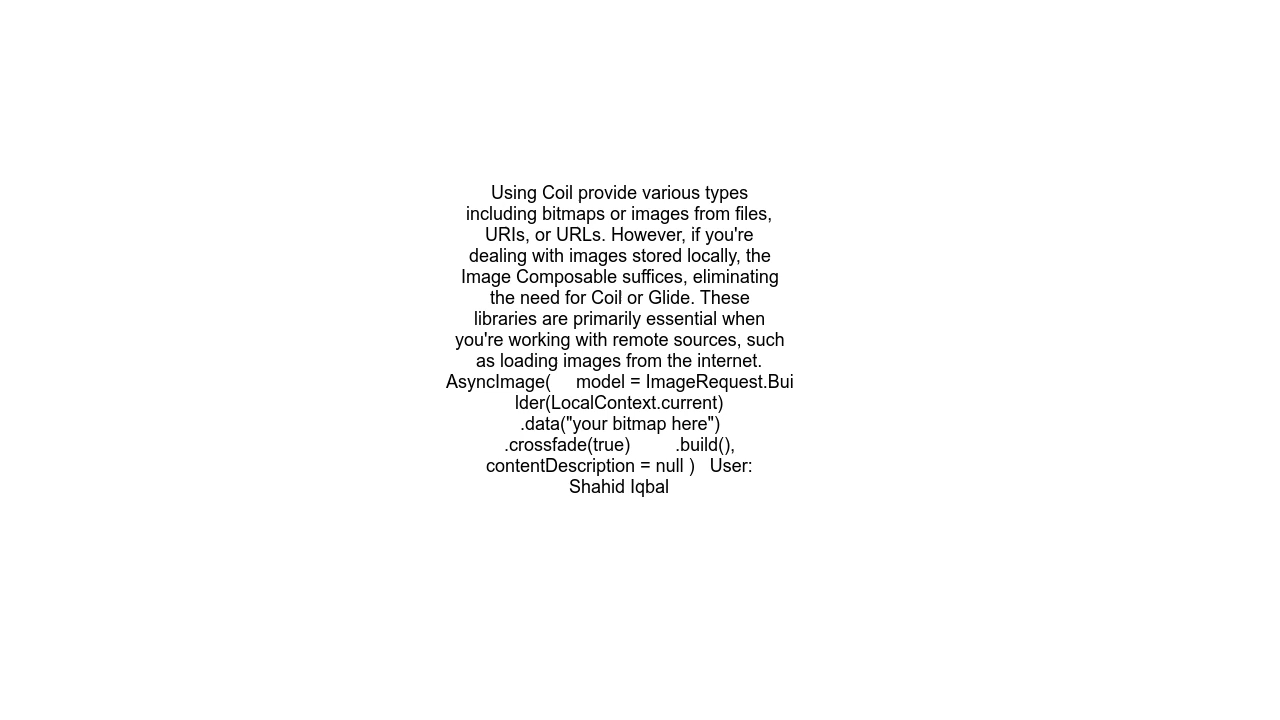 Using Coil provide various types
including bitmaps or images from files,
URIs, or URLs. However, if you're
dealing with images stored locally, the
Image Composable suffices, eliminating
the need for Coil or Glide. These
libraries are primarily essential when
you're working with remote sources, such
as loading images from the internet.
AsyncImage(     model = ImageRequest.Bui
lder(LocalContext.current)
.data("your bitmap here")
.crossfade(true)         .build(),
contentDescription = null )   User:
Shahid Iqbal